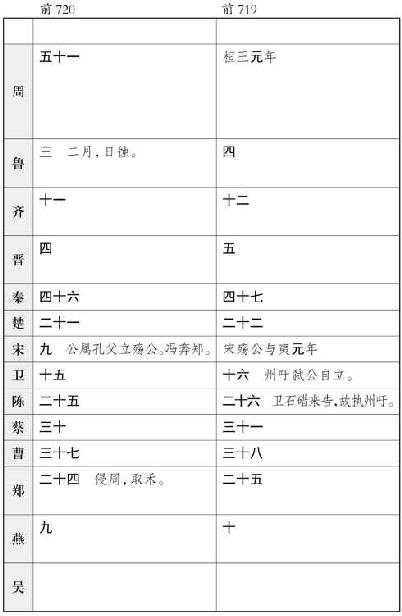 前720 前719
周 五十一 桓王元年
鲁 三 二月，日蚀。 四
齐 十一 十二
晋 四 五
秦 四十六 四十七
楚 二十一 二十二
宋 九 公属孔父立殇公。冯奔郑。 宋殇公与夷元年
卫 十五 十六 州吁弑公自立。
陈 二十五 二十六 卫石碏来告，故执州吁。
蔡 三十 三十一
曹 三十七 三十八
郑 二十四 侵周，取禾。 二十五
燕 九 十
吴